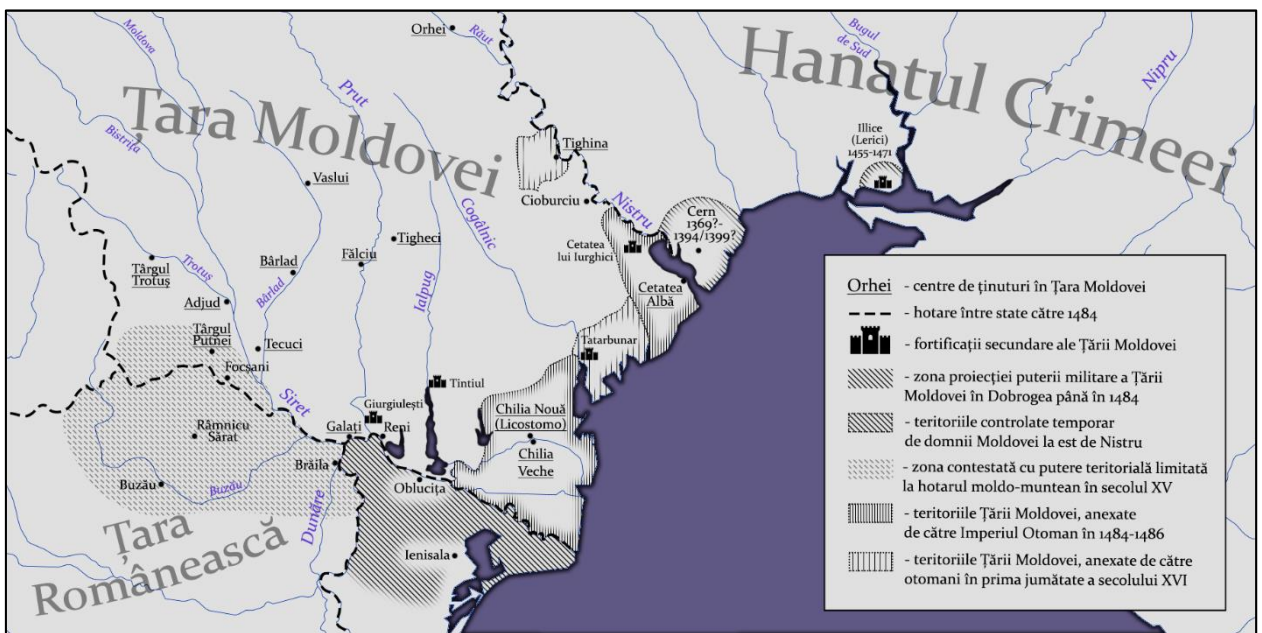 Orhei
Răut
Moldova
Bugul
de Sud
Nipru
Hanatul Crimeei
Prut
Țara Moldovei
Bistrița
Illice
(Lerici)
1455-1471
Tighina
Vaslui
Cioburciu
Nistru
Cogâlnic
Cern
1369?-
1394/1399?
Tigheci
Cetatea
lui Iurghici
Târgul
Trotuș
Trotuș
Bârlad
Fălciu
Ialpug
Bârlad
Cetatea
Albă
Adjud
Târgul
Putnei
Tecuci
Focșani
Tatarbunar
Tintiul
Siret
Giurgiulești
Galați
Reni
Chilia Nouă
(Licostomo)
Chilia
Veche
Râmnicu
Sărat
Brăila
Oblucița
Buzău
Buzău
Dunăre
Ienisala
Țara
Românească
Orhei - centre de ținuturi în Țara Moldovei
- hotare între state către 1484
- fortificații secundare ale Țării Moldovei
- zona proiecției puterii militare a Țării
Moldovei în Dobrogea până în 1484
- teritoriile controlate temporar
de domnii Moldovei la est de Nistru
- zona contestată cu putere teritorială limitată
la hotarul moldo-muntean în secolul XV
- teritoriile Țării Moldovei, anexate
de către Imperiul Otoman în 1484-1486
- teritoriile Țării Moldovei, anexate de către
otomani în prima jumătate a secolului XVI